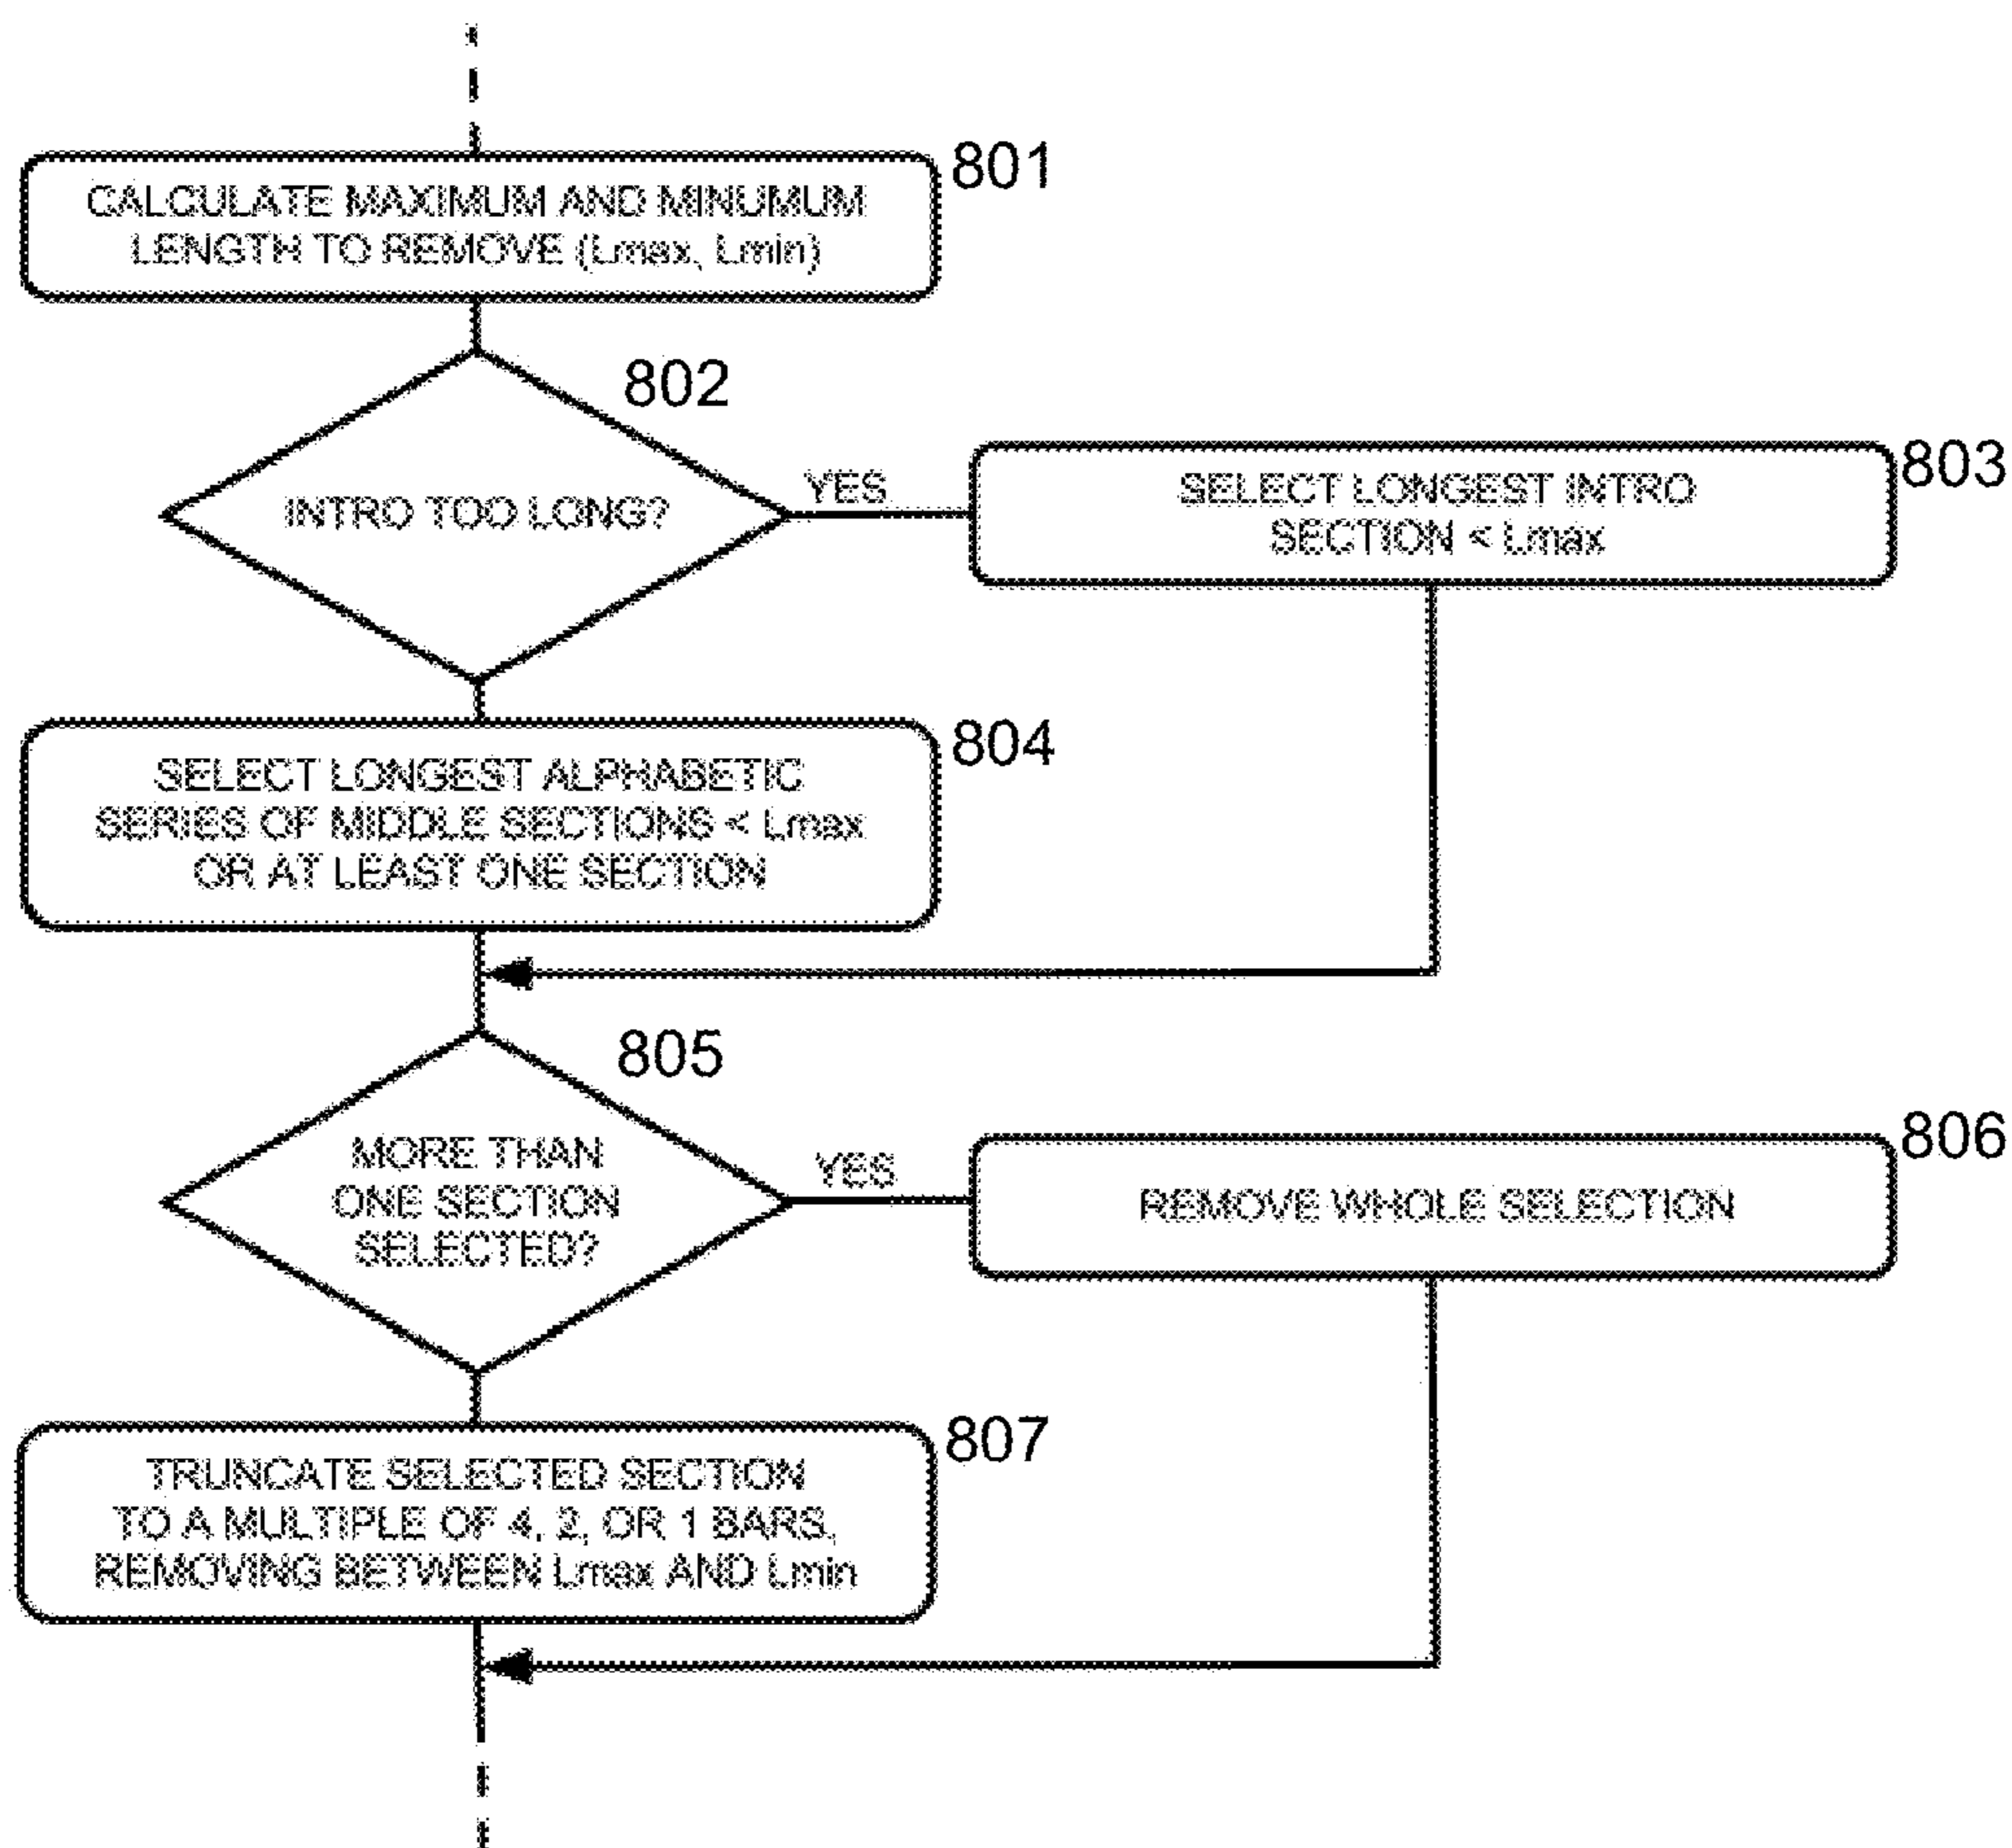 801
CALCULATE MAXIMUM AND MINUMUM
LENGTH TO REMOVE (Lmax, Lmin)
802
INTRO TOO LONG?
YES
803
SELECT LONGEST INTRO
SECTION < Lmax
804
SELECT LONGEST ALPHABETIC
SERIES OF MIDDLE SECTIONS < Lmax
OR AT LEAST ONE SECTION
805
MORE THAN
ONE SECTION
SELECTED?
YES
806
REMOVE WHOLE SELECTION
807
TRUNCATE SELECTED SECTION
TO A MULTIPLE OF 4, 2, OR 1 BARS,
REMOVING BETWEEN Lmax AND Lmin